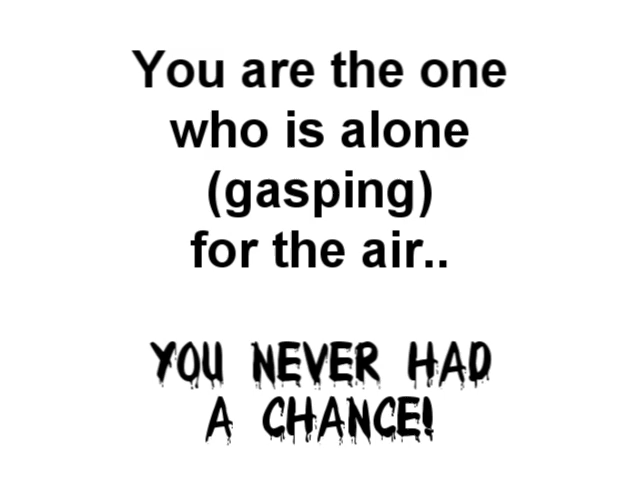 You are the one
who is alone
(gasping)
for the air..
YOU NEVER HAD
A CHANCE!